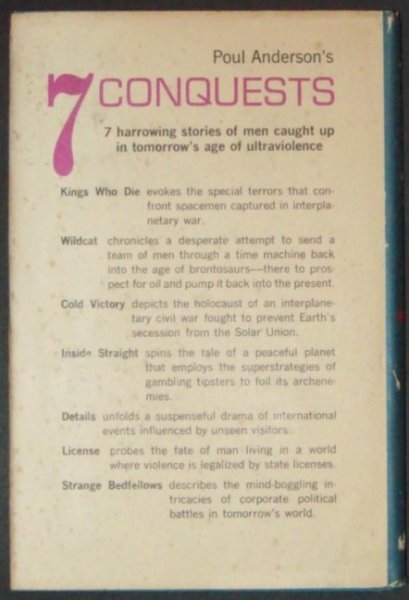 Poul Anderson's
7 CONQUESTS
7 harrowing stories of men caught up
in tomorrow's age of ultraviolence
Kings Who Die evokes the special terrors that con-
front spacemen captured in interpla-
netary war.
Wildcat chronicles a desperate attempt to send a
team of men through a time machine back
into the age of brontosaurs—there to pros-
pect for oil and pump it back into the present.
Cold Victory depicts the holocaust of an interplane-
tary civil war fought to prevent Earth's
secession from the Solar Union.
Inside Straight spins the tale of a peaceful planet
that employs the superstrategies of
gambling tipsters to foil its archene-
mies.
Details unfolds a suspenseful drama of international
events influenced by unseen visitors.
License probes the fate of man living in a world
where violence is legalized by state licenses.
Strange Bedfellows describes the mind-boggling in-
tricacies of corporate political
battles in tomorrow's world.